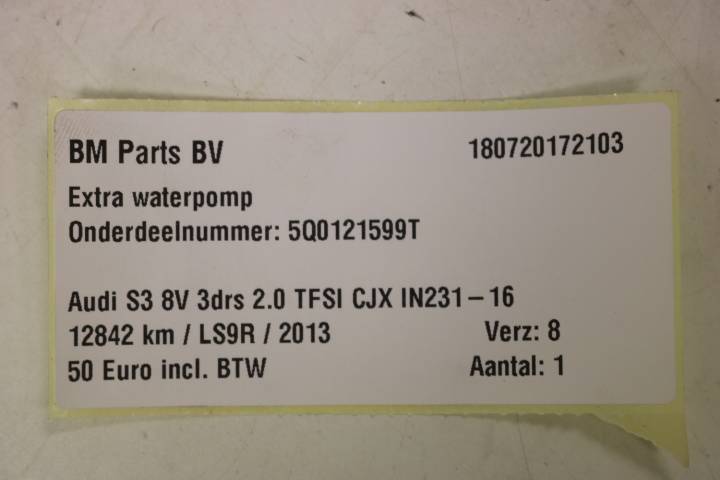 BM Parts BV 180720172103
Extra waterpomp
Onderdeelnummer: 5Q0121599T
Audi S3 8V 3drs 2.0 TFSI CJX IN231-16
12842 km / LS9R / 2013 Verz: 8
50 Euro incl. BTW Aantal: 1